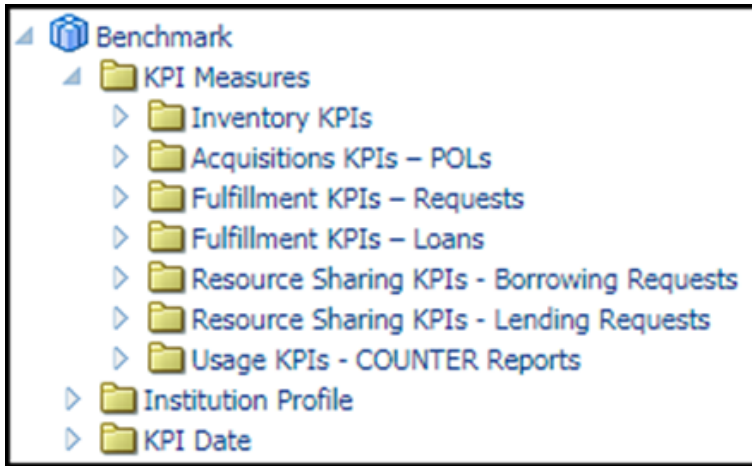 Benchmark
KPI Measures
Inventory KPIs
Acquisitions KPIs – POLs
Fulfillment KPIs – Requests
Fulfillment KPIs – Loans
Resource Sharing KPIs - Borrowing Requests
Resource Sharing KPIs - Lending Requests
Usage KPIs - COUNTER Reports
Institution Profile
KPI Date